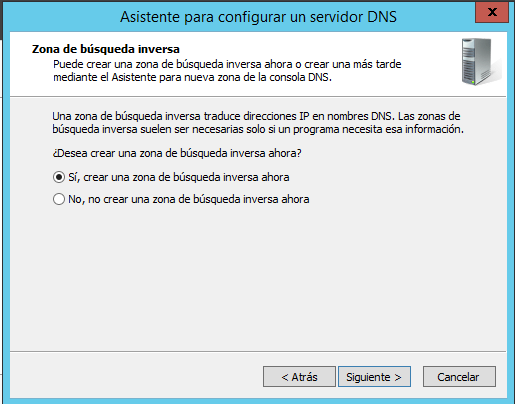 Asistente para configurar un servidor DNS
x
Zona de búsqueda inversa
Puede crear una zona de búsqueda inversa ahora o crear una más tarde
mediante el Asistente para nueva zona de la consola DNS.
Una zona de búsqueda inversa traduce direcciones IP en nombres DNS. Las zonas de
búsqueda inversa suelen ser necesarias solo si un programa necesita esa información.
¿Desea crear una zona de búsqueda inversa ahora?
Sí, crear una zona de búsqueda inversa ahora
No, no crear una zona de búsqueda inversa ahora
< Atrás
Siguiente >
Cancelar